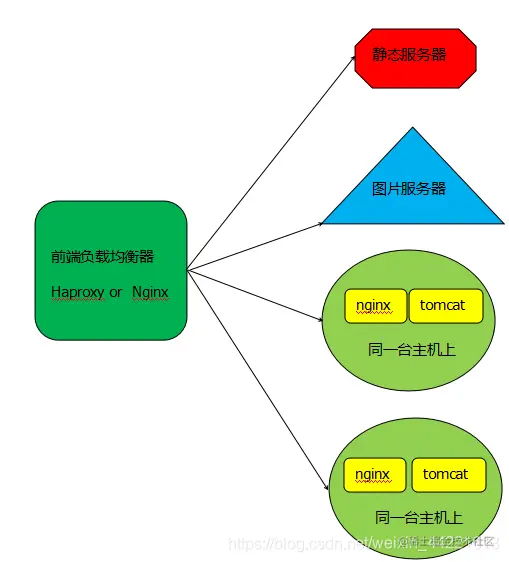 静态服务器
图片服务器
前端负载均衡器
Haproxy or Nginx
nginx
tomcat
同一台主机上
nginx
tomcat
同一台主机上
https://blog.csdn.net/weixin_